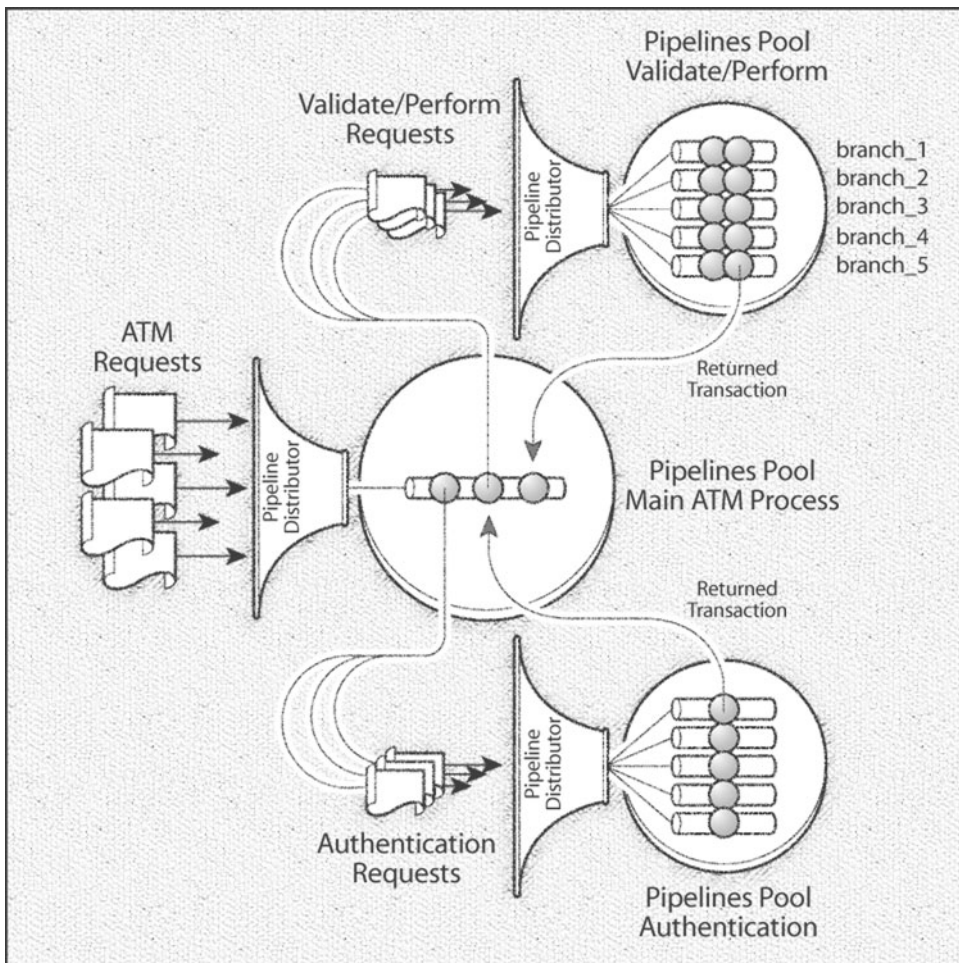 Pipelines Pool
Validate/Perform
Validate/Perform
Requests
Pipeline
Distributor
branch_1
branch_2
branch_3
branch_4
branch_5
ATM
Requests
Returned
Transaction
Pipeline
Distributor
Pipelines Pool
Main ATM Process
Returned
Transaction
Pipeline
Distributor
Authentication
Requests
Pipelines Pool
Authentication